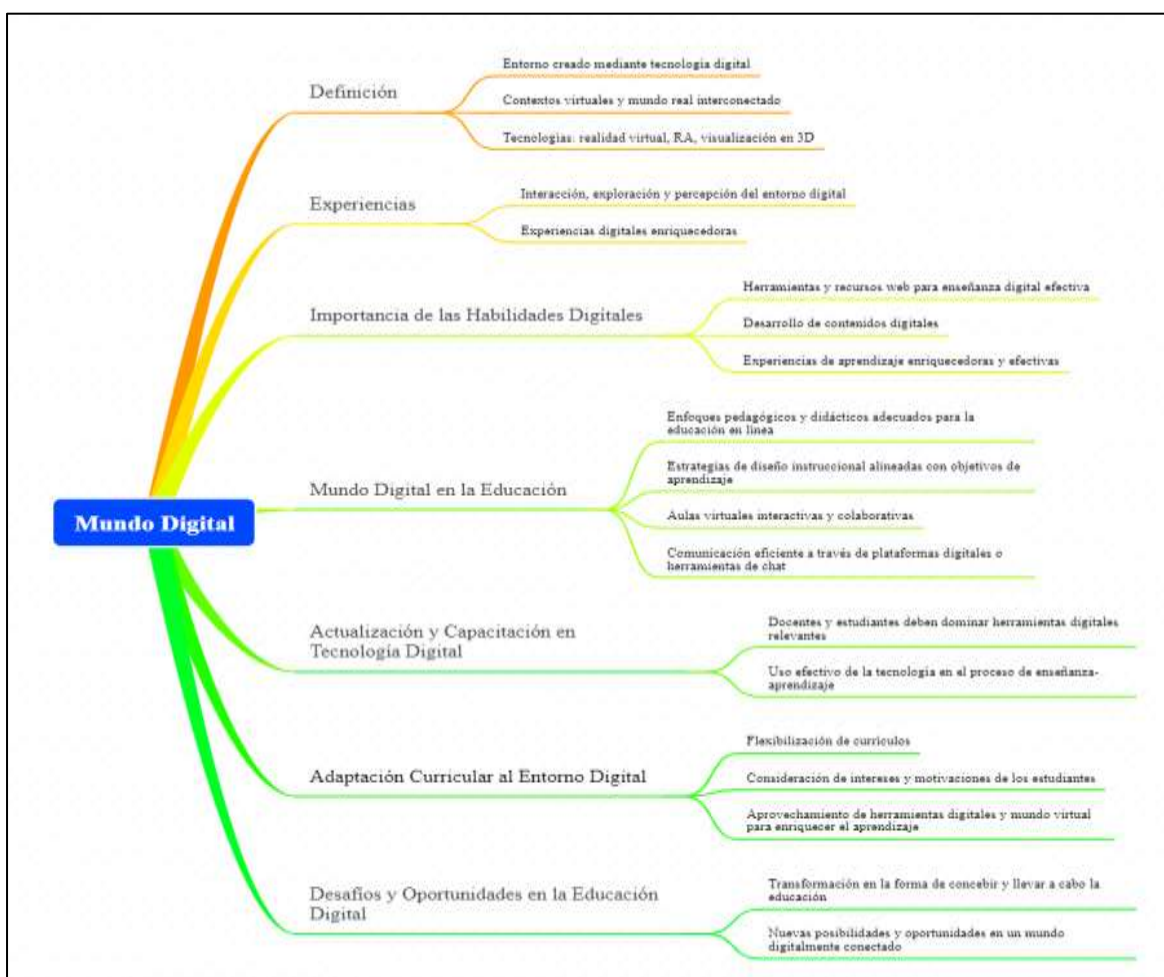 Mundo Digital
Definición
Entorno creado mediante tecnología digital
Contextos virtuales y mundo real interconectado
Tecnologías: realidad virtual, RA, visualización en 3D
Experiencias
Interacción, exploración y percepción del entorno digital
Experiencias digitales enriquecedoras
Importancia de las Habilidades Digitales
Herramientas y recursos web para enseñanza digital efectiva
Desarrollo de contenidos digitales
Experiencias de aprendizaje enriquecedoras y efectivas
Mundo Digital en la Educación
Enfoques pedagógicos y didácticos adecuados para la
educación en línea
Estrategias de diseño instruccional alineadas con objetivos de
aprendizaje
Aulas virtuales interactivas y colaborativas
Comunicación eficiente a través de plataformas digitales o
herramientas de chat
Actualización y Capacitación en
Tecnología Digital
Docentes y estudiantes deben dominar herramientas digitales
relevantes
Uso efectivo de la tecnología en el proceso de enseñanza-
aprendizaje
Adaptación Curricular al Entorno Digital
Flexibilización de currículos
Consideración de intereses y motivaciones de los estudiantes
Aprovechamiento de herramientas digitales y mundo virtual
para enriquecer el aprendizaje
Desafíos y Oportunidades en la Educación
Digital
Transformación en la forma de concebir y llevar a cabo la
educación
Nuevas posibilidades y oportunidades en un mundo
digitalmente conectado